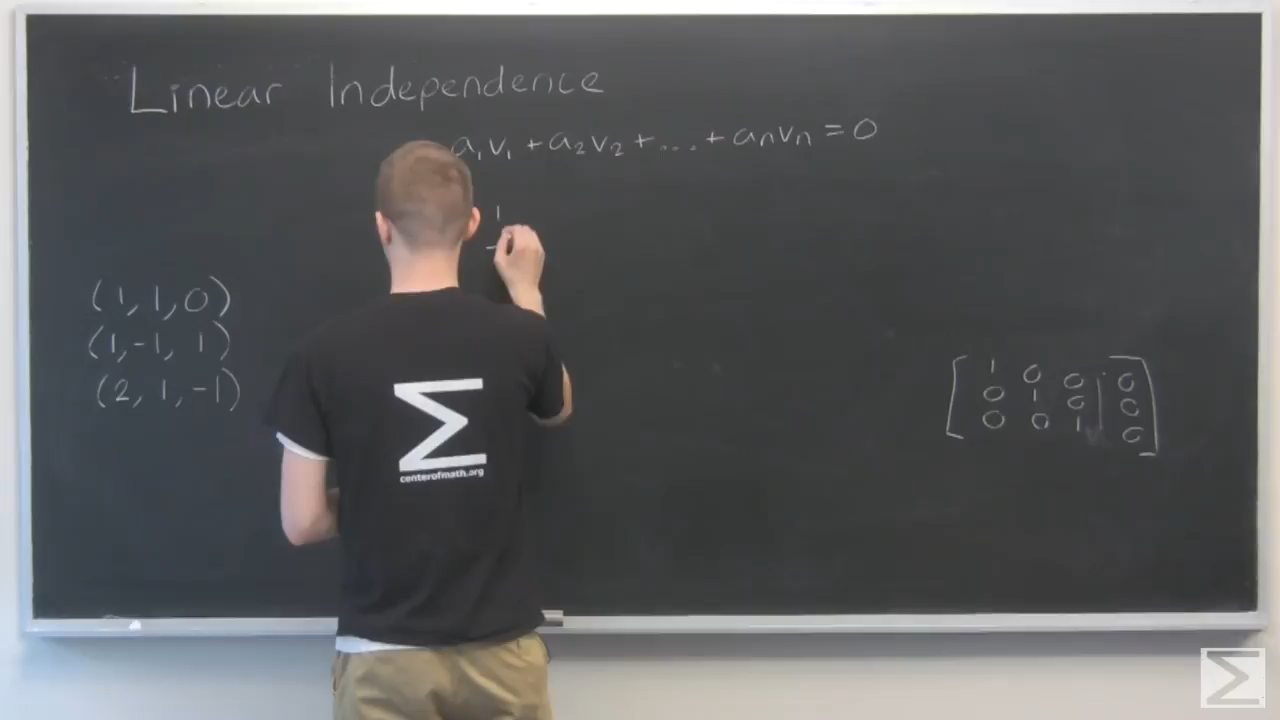 Linear Independence
a₁v₁ + a₂v₂ + ... + anvn = 0
1
(1, 1, 0)
(1, -1, 1)
(2, 1, -1)
1 0 0 | 0
0 1 0 | 0
0 0 1 | 0
Σ
centerofmath.org
Σ